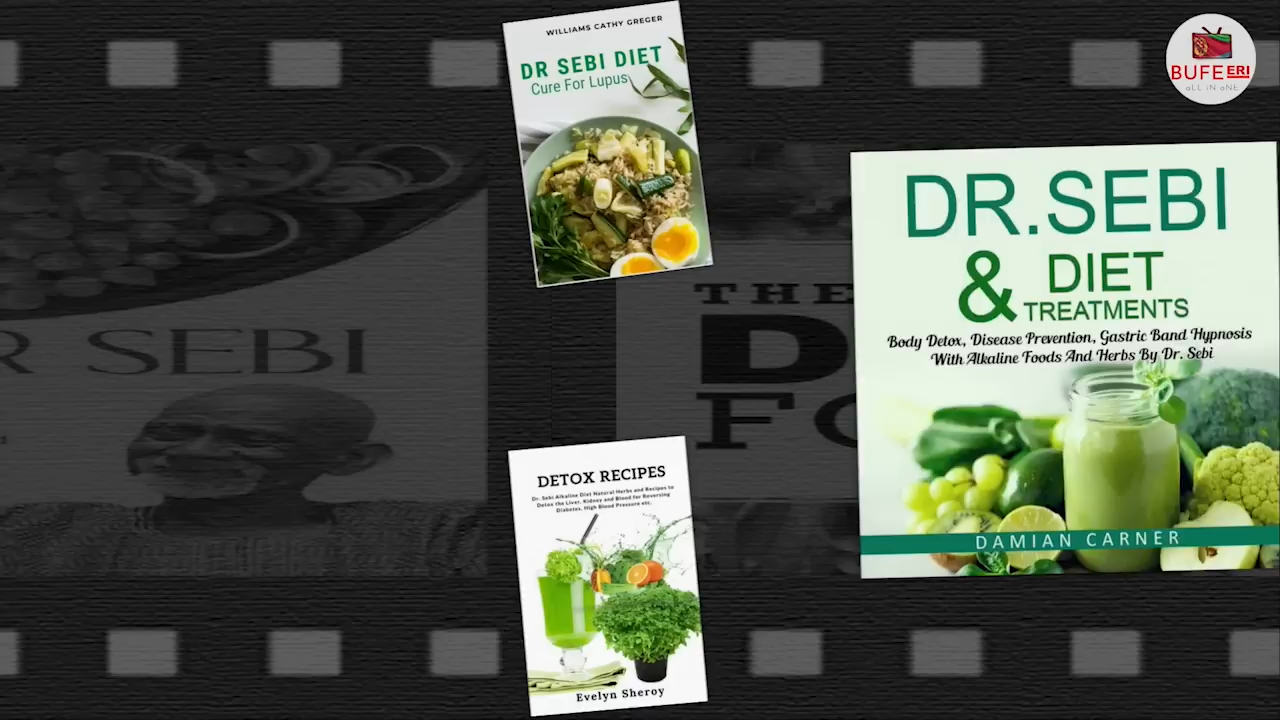 WILLIAMS CATHY GREGER
DR SEBI DIET
Cure For Lupus
BUFE ERI
aLL iN oNE
DR.SEBI
& DIET
TREATMENTS
Body Detox, Disease Prevention, Gastric Band Hypnosis
With Alkaline Foods And Herbs By Dr. Sebi
DAMIAN CARNER
R SEBI
THE
D
FO
DETOX RECIPES
Dr. Sebi Alkaline Diet Natural Herbs and Recipes to
Detox the Liver, Kidney and Blood for Reversing
Diabetes, High Blood Pressure etc.
Evelyn Sheroy